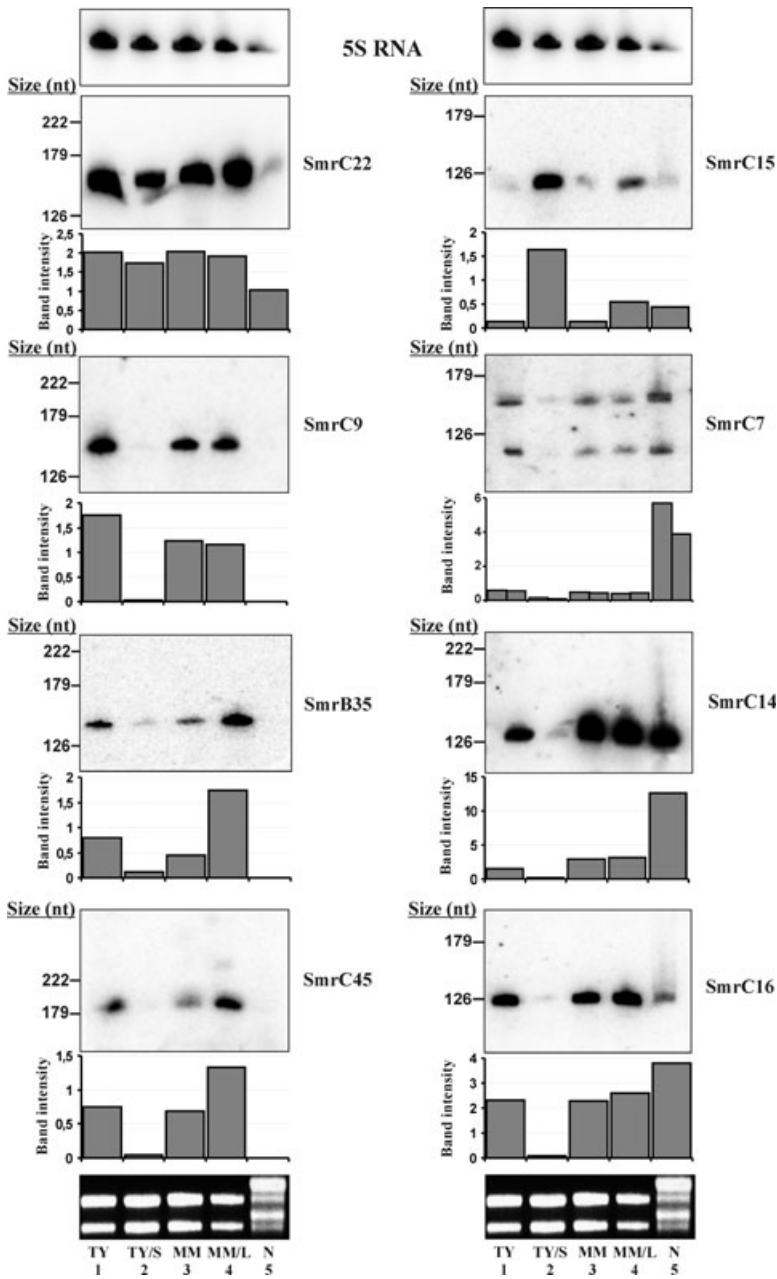 5S RNA
Size (nt)
222
179
126
SmrC22
Band intensity
2,5
2
1,5
1
0,5
0
Size (nt)
222
179
126
SmrC9
Band intensity
2
1,5
1
0,5
0
Size (nt)
222
179
126
SmrB35
Band intensity
2
1,5
1
0,5
0
Size (nt)
222
179
SmrC45
Band intensity
1,5
1
0,5
0
TY TY/S MM MM/L N
1 2 3 4 5
Size (nt)
179
126
SmrC15
Band intensity
2
1,5
1
0,5
0
Size (nt)
179
126
SmrC7
Band intensity
6
4
2
0
Size (nt)
222
179
126
SmrC14
Band intensity
15
10
5
0
Size (nt)
179
126
SmrC16
Band intensity
4
3
2
1
0
TY TY/S MM MM/L N
1 2 3 4 5